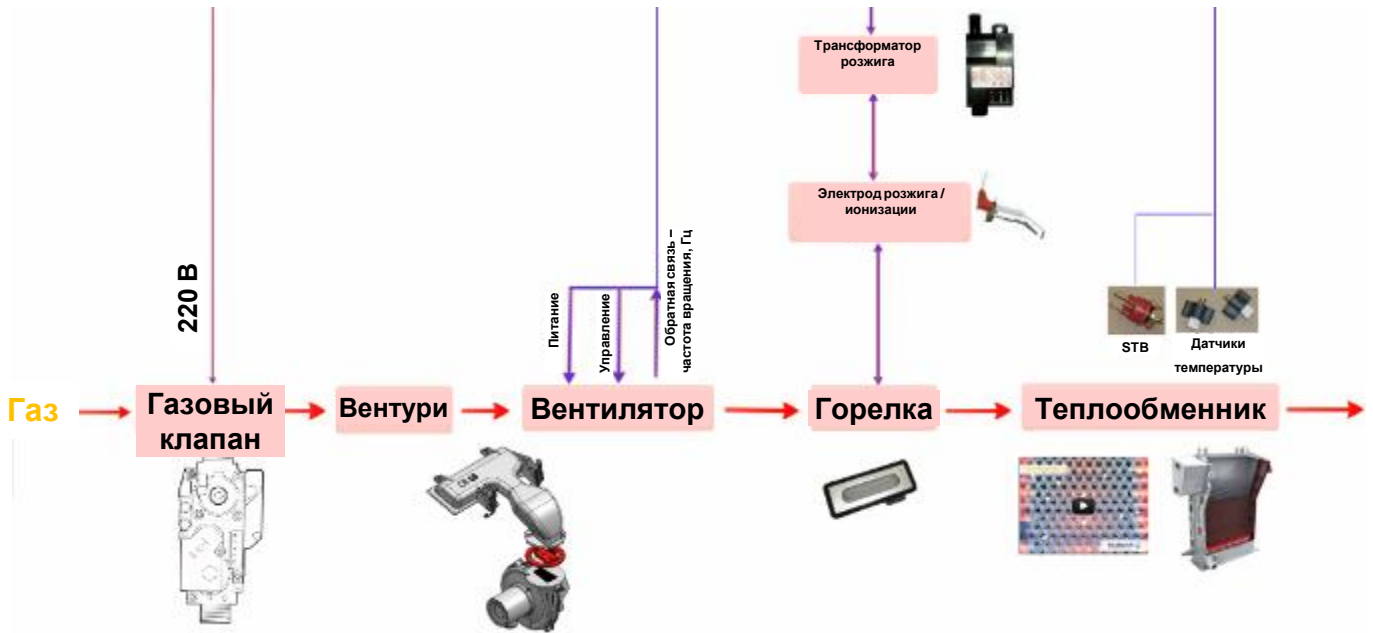 Трансформатор
розжига
Электрод розжига /
ионизации
220 В
Питание
Управление
Обратная связь –
частота вращения, Гц
STB
Датчики
температуры
Газ
Газовый
клапан
Вентури
Вентилятор
Горелка
Теплообменник